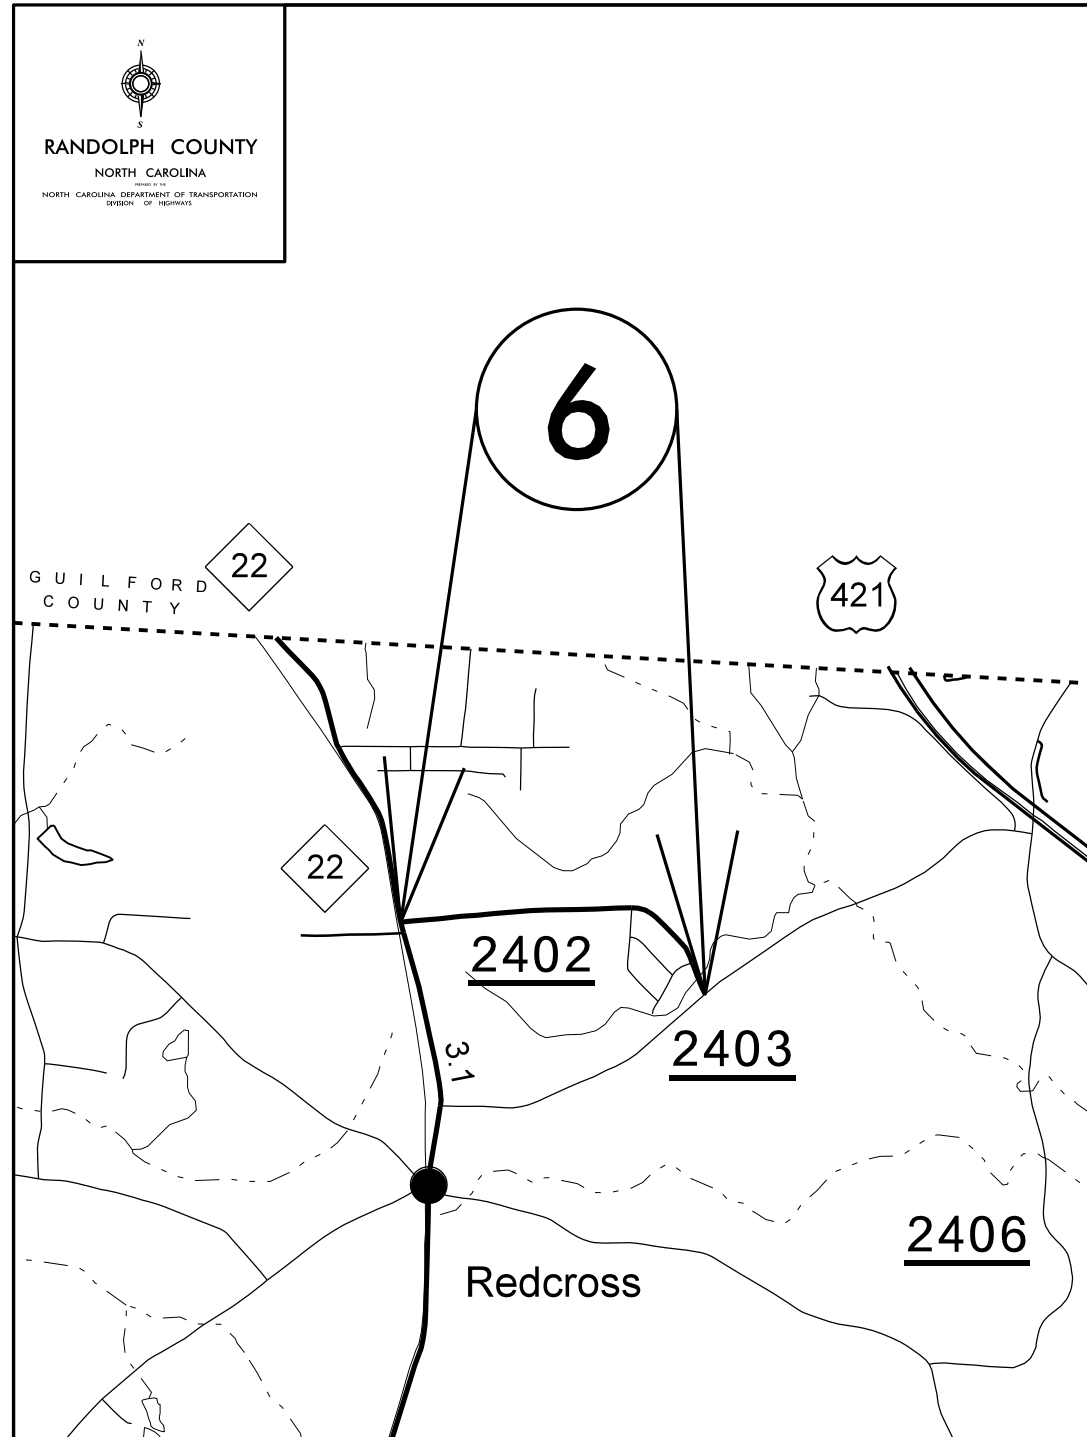 N
S
RANDOLPH COUNTY
NORTH CAROLINA
PREPARED BY THE
NORTH CAROLINA DEPARTMENT OF TRANSPORTATION
DIVISION OF HIGHWAYS
6
GUILFORD
COUNTY
22
421
22
2402
3.1
2403
2406
Redcross